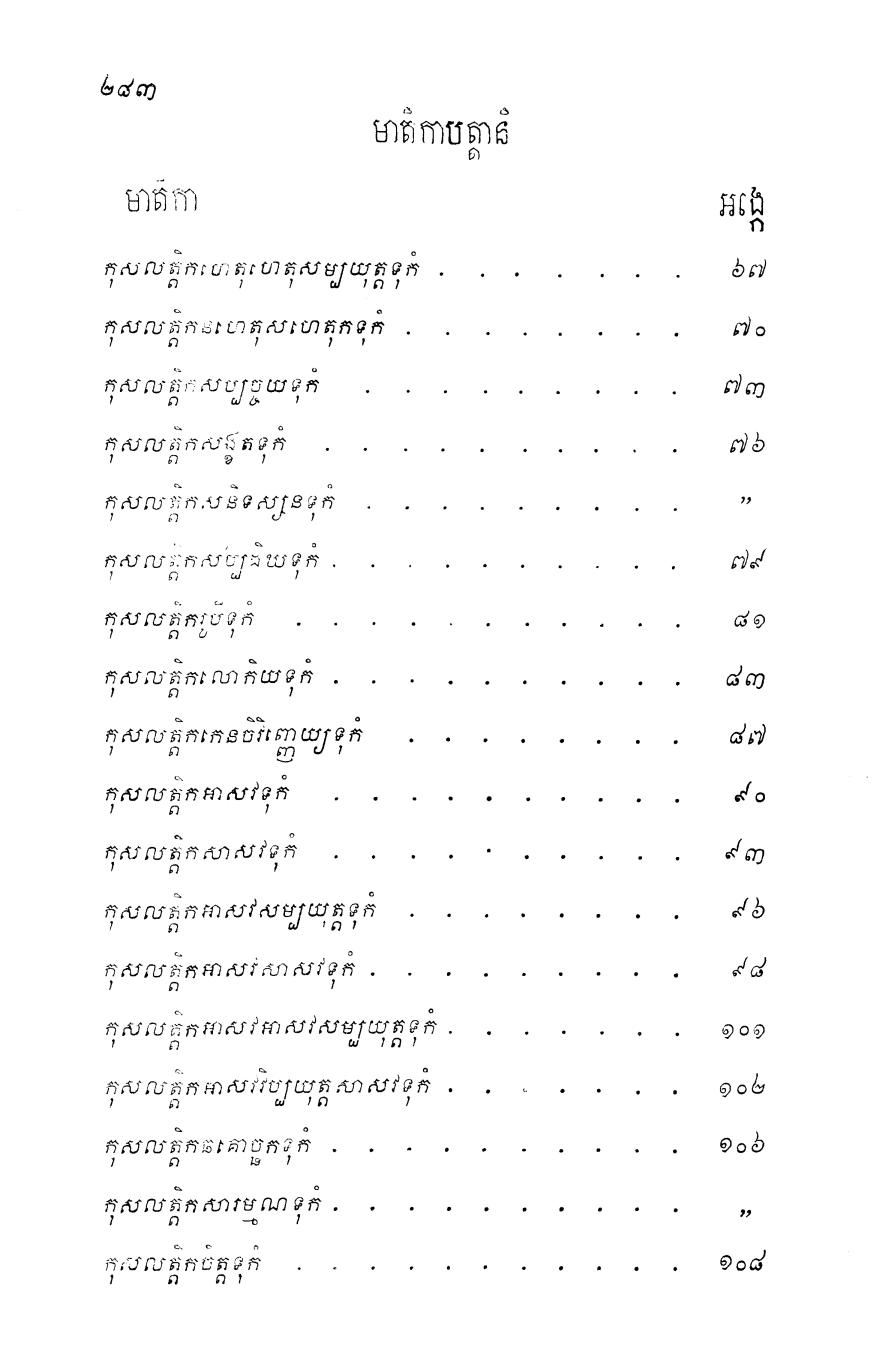 ២៨៣
មាតិកាបត្តានិ
មាតិកា អង្កេ
កុសលត្តិកហេតុហេតុសម្បយុត្តទុកំ . . . . . . . ៦៧
កុសលត្តិកនហេតុសហេតុកទុកំ . . . . . . . . ៧០
កុសលត្តិកសប្បច្ចយទុកំ . . . . . . . . . ៧៣
កុសលត្តិកសង្ខតទុកំ . . . . . . . . . . ៧៦
កុសលត្តិកសនិទស្សនទុកំ . . . . . . . . . ”
កុសលត្តិកសប្បដិឃទុកំ . . . . . . . . . . ៧៩
កុសលត្តិករូបីទុកំ . . . . . . . . . . . ៨១
កុសលត្តិកលោកិយទុកំ . . . . . . . . . . ៨៣
កុសលត្តិកកេនចិវិញ្ញេយ្យទុកំ . . . . . . . . ៨៧
កុសលត្តិកអាសវទុកំ . . . . . . . . . . ៩០
កុសលត្តិកសាសវទុកំ . . . . . . . . . . ៩៣
កុសលត្តិកអាសវសម្បយុត្តទុកំ . . . . . . . . ៩៦
កុសលត្តិកអាសវសាសវទុកំ . . . . . . . . . ៩៨
កុសលត្តិកអាសវអាសវសម្បយុត្តទុកំ . . . . . . . ១០១
កុសលត្តិកអាសវវិប្បយុត្តសាសវទុកំ . . . . . . . ១០២
កុសលត្តិកឆគោច្ឆកទុកំ . . . . . . . . . . ១០៦
កុសលត្តិកសារម្មណទុកំ . . . . . . . . . . ”
កុសលត្តិកចិត្តទុកំ . . . . . . . . . . . ១០៨